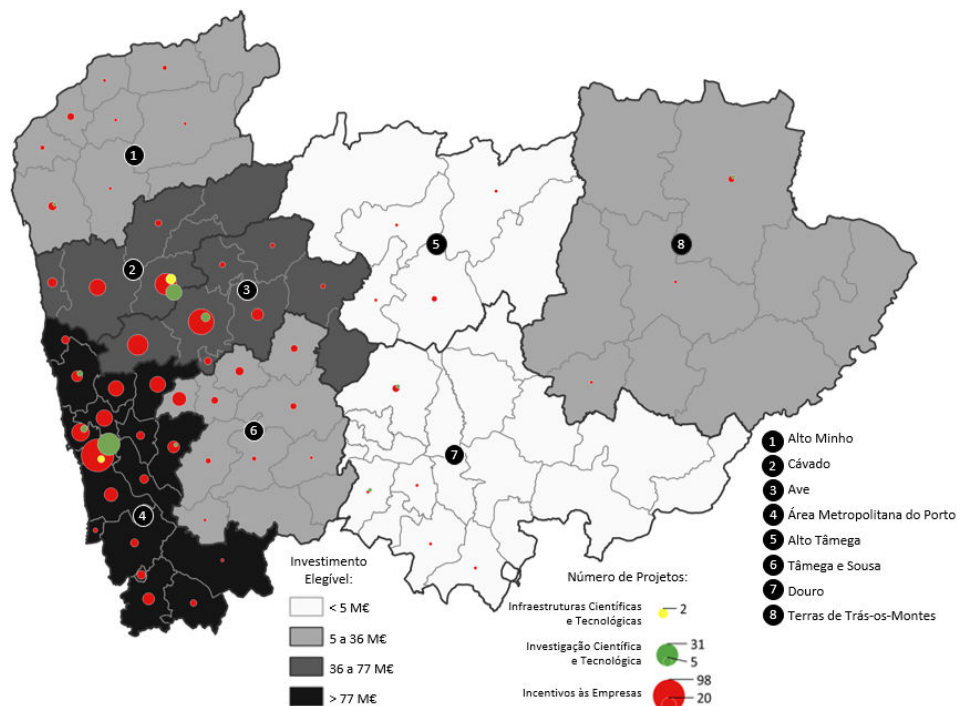 1
2
3
4
5
6
7
8
Investimento
Elegível:
< 5 M€
5 a 36 M€
36 a 77 M€
> 77 M€
Número de Projetos:
Infraestruturas Científicas
e Tecnológicas
2
Investigação Científica
e Tecnológica
31
5
Incentivos às Empresas
98
20
1 Alto Minho
2 Cávado
3 Ave
4 Área Metropolitana do Porto
5 Alto Tâmega
6 Tâmega e Sousa
7 Douro
8 Terras de Trás-os-Montes